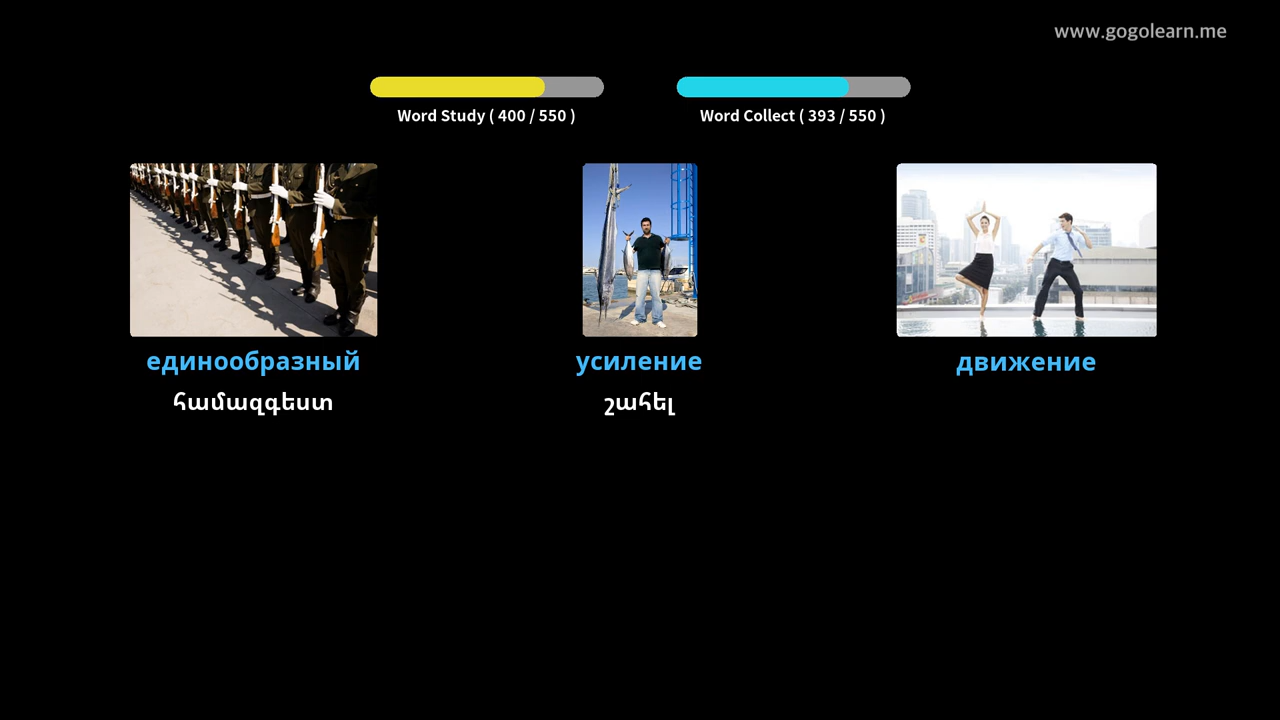 www.gogolearn.me
Word Study ( 400 / 550 )
Word Collect ( 393 / 550 )
единообразный
усиление
движение
համազգեստ
շահել